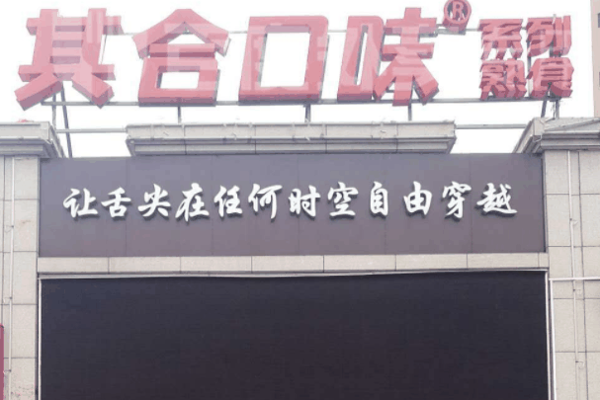 其合口味®
系列
熟食
让舌尖在任何时空自由穿越